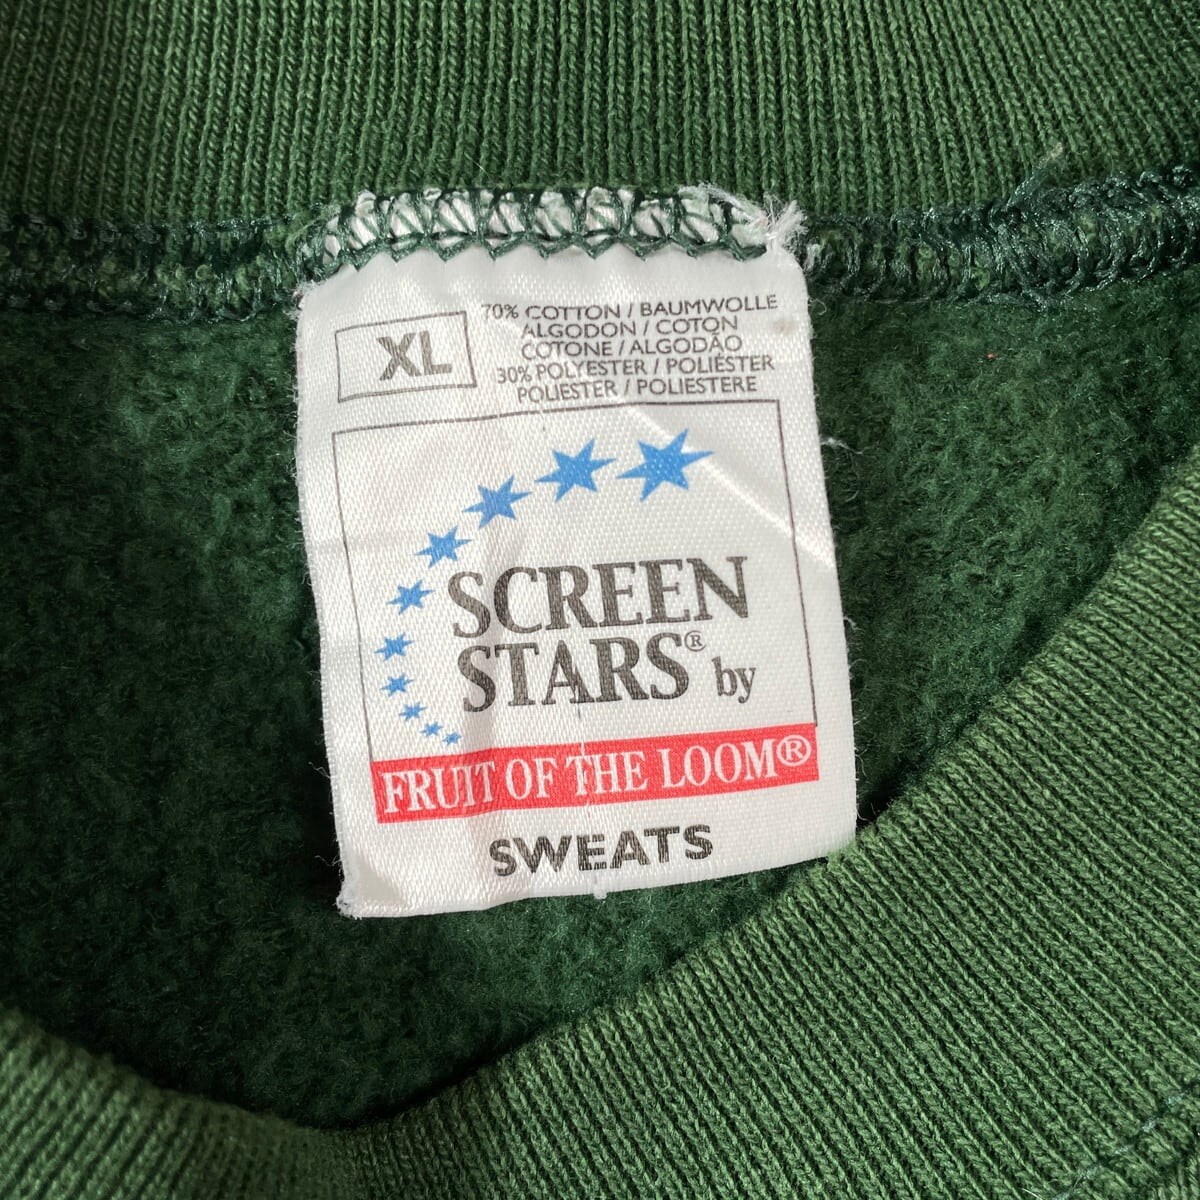 XL
70% COTTON / BAUMWOLLE
ALGODON / COTON
COTONE / ALGODÃO
30% POLYESTER / POLIÉSTER
POLIESTER / POLIESTERE
SCREEN
STARS® by
FRUIT OF THE LOOM®
SWEATS